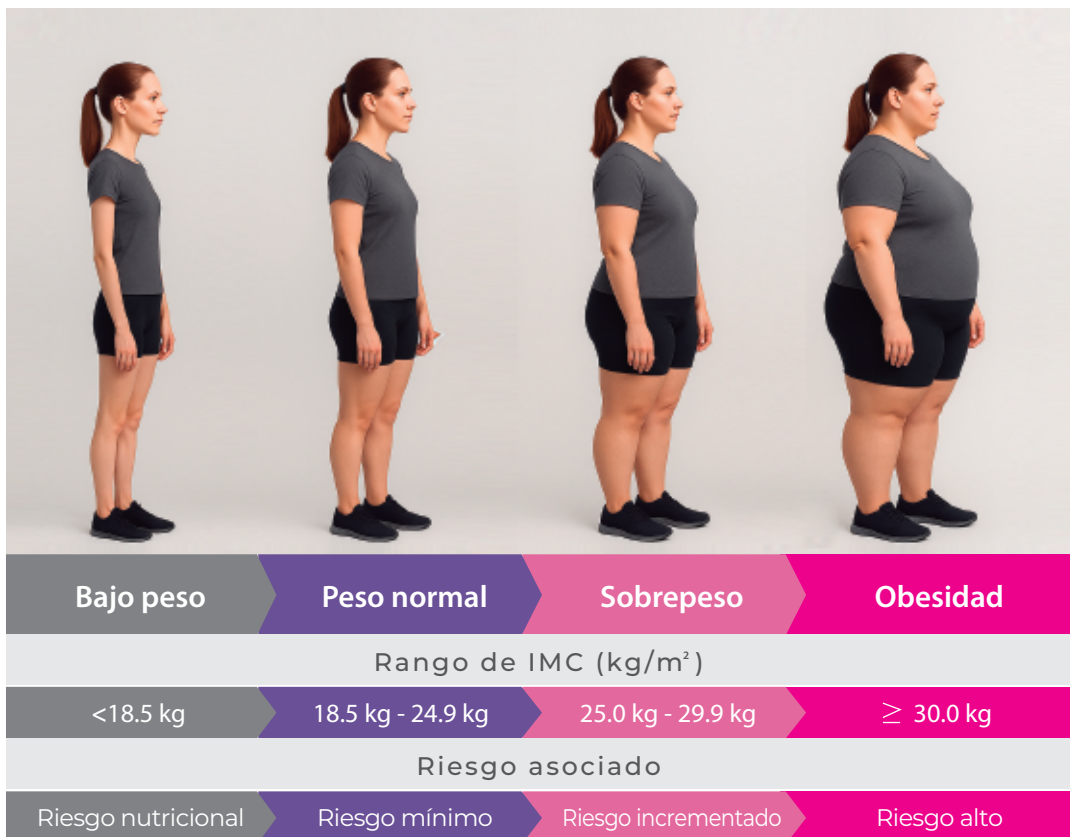 Bajo peso Peso normal Sobrepeso Obesidad
Rango de IMC (kg/m²)
<18.5 kg 18.5 kg - 24.9 kg 25.0 kg - 29.9 kg ≥ 30.0 kg
Riesgo asociado
Riesgo nutricional Riesgo mínimo Riesgo incrementado Riesgo alto